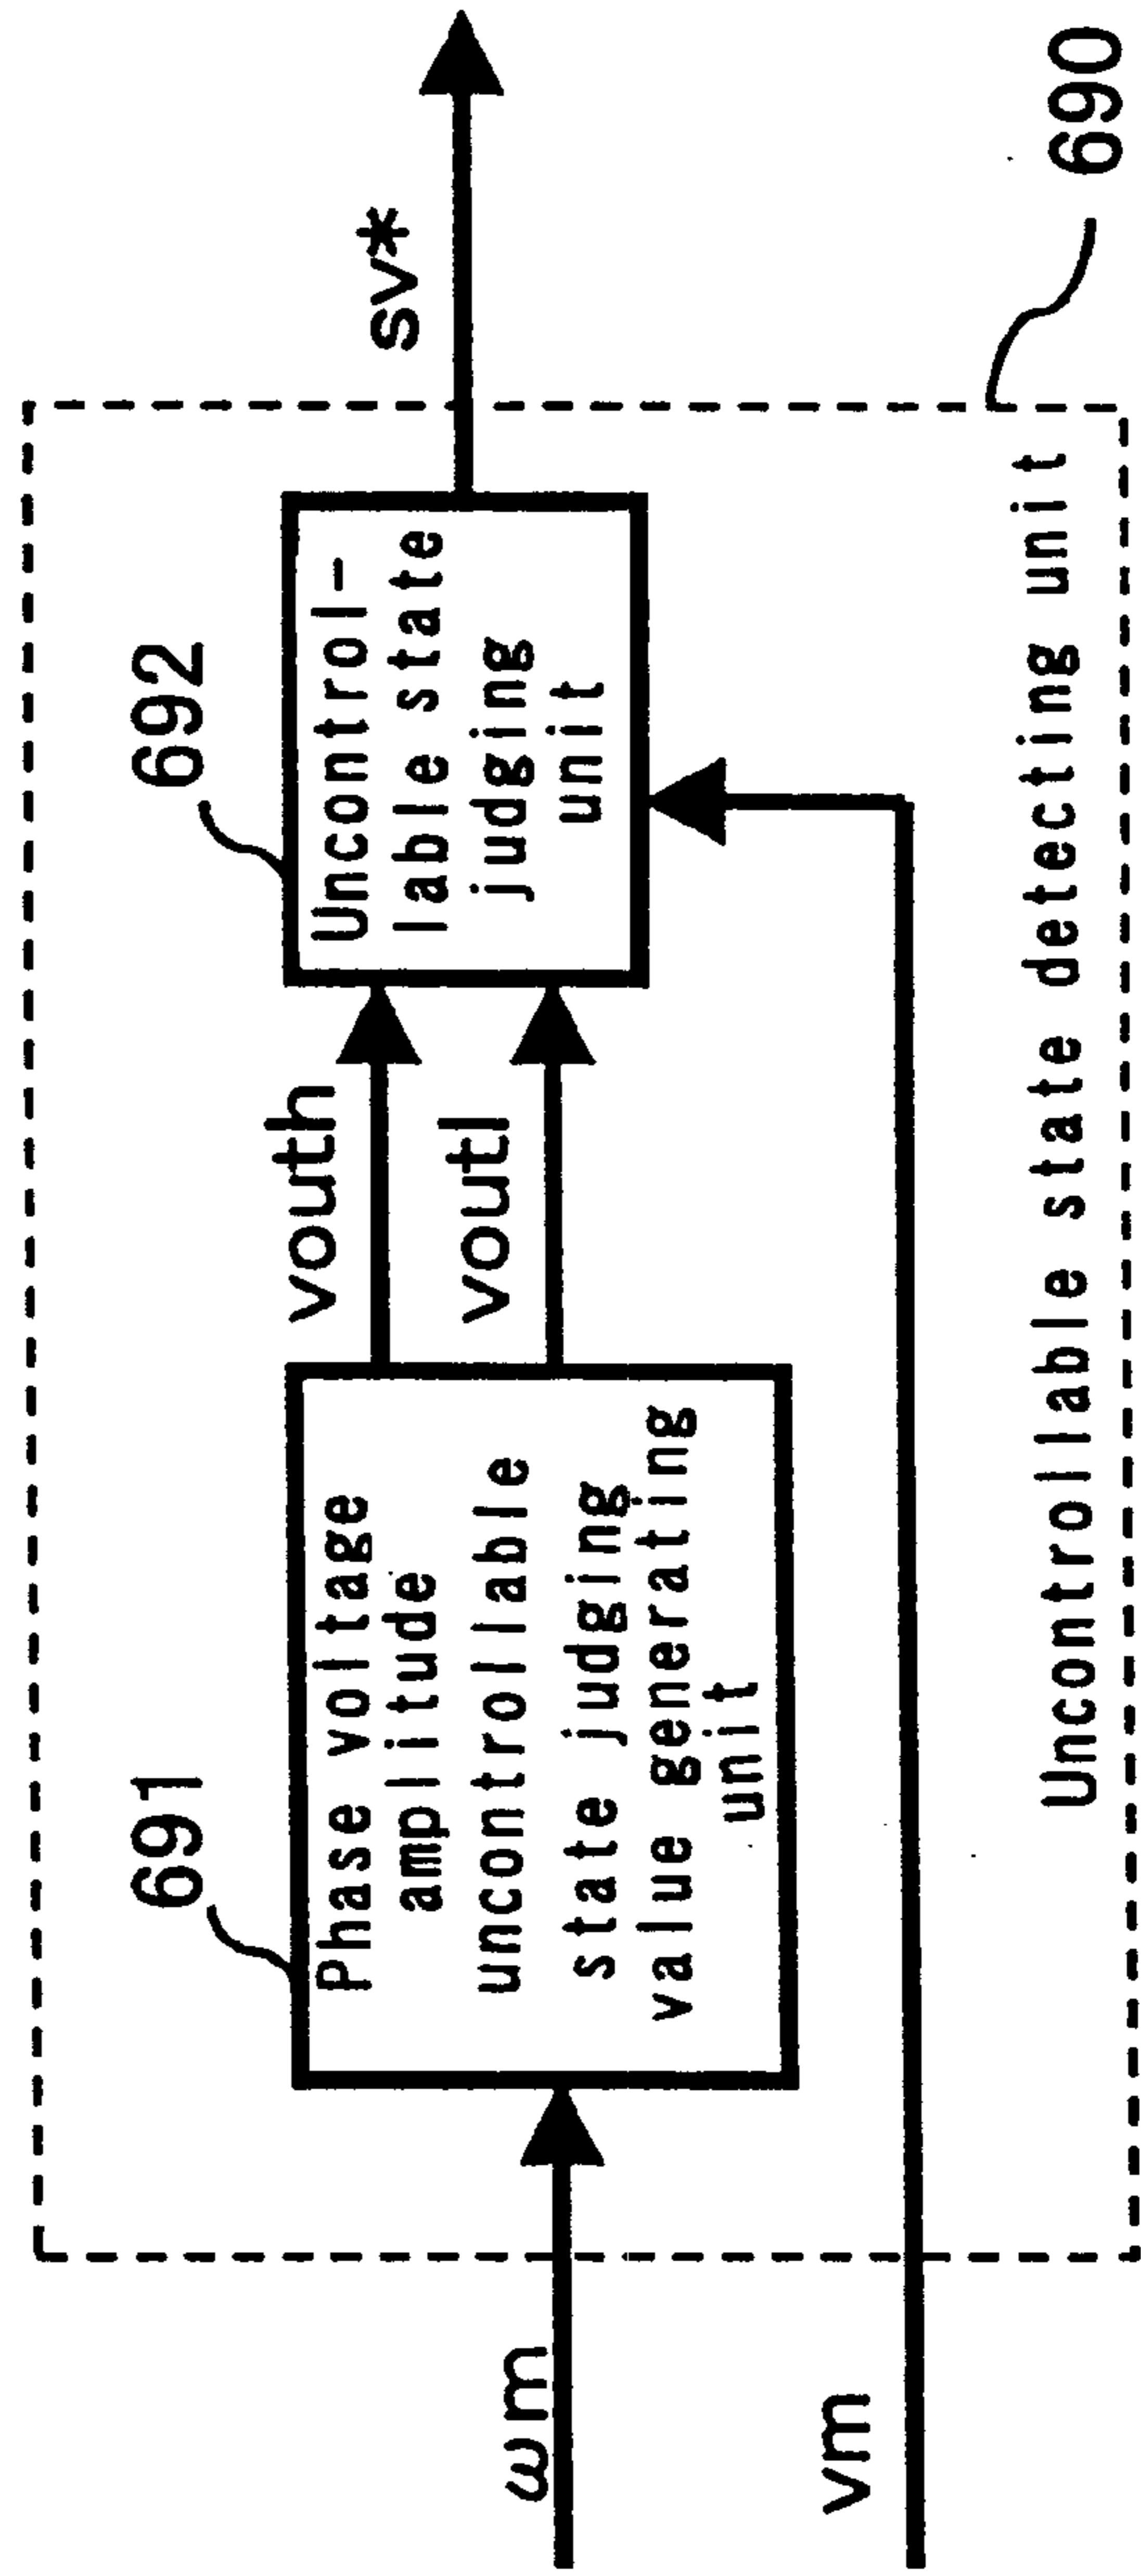 691
692
Phase voltage
amplitude
uncontrollable
state judging
value generating
unit
Uncontrol-
lable state
judging
unit
vouth
voutl
sv*
ωm
vm
Uncontrollable state detecting unit
690